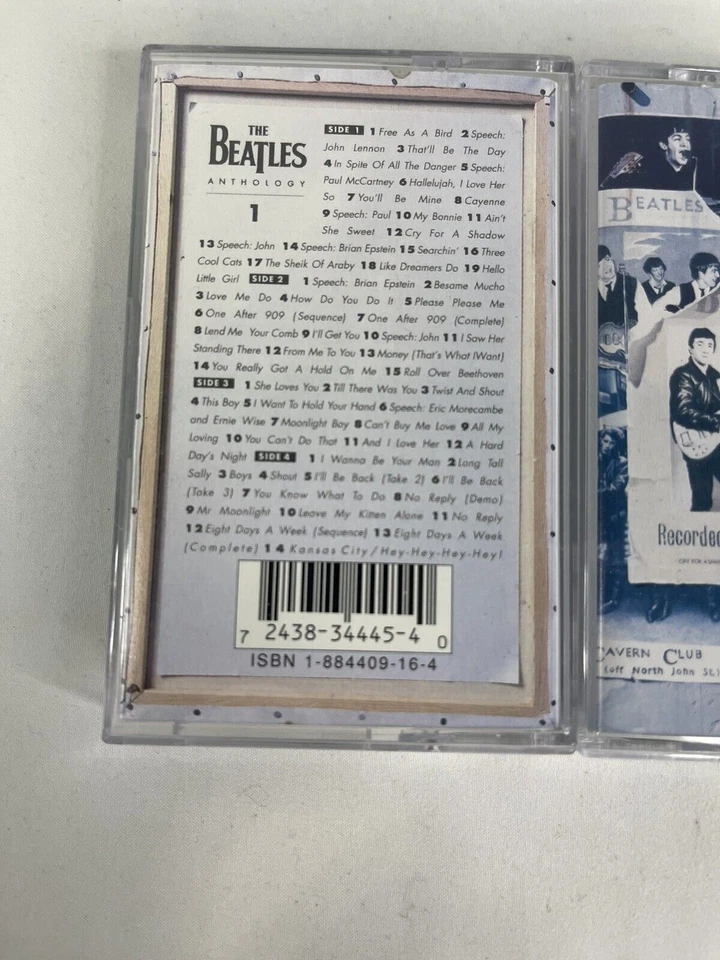 THE
BEATLES
ANTHOLOGY
1
SIDE 1 1 Free As A Bird 2 Speech:
John Lennon 3 That'll Be The Day
4 In Spite Of All The Danger 5 Speech:
Paul McCartney 6 Hallelujah, I Love Her
So 7 You'll Be Mine 8 Cayenne
9 Speech: Paul 10 My Bonnie 11 Ain't
She Sweet 12 Cry For A Shadow
13 Speech: John 14 Speech: Brian Epstein 15 Searchin' 16 Three
Cool Cats 17 The Sheik Of Araby 18 Like Dreamers Do 19 Hello
Little Girl SIDE 2 1 Speech: Brian Epstein 2 Besame Mucho
3 Love Me Do 4 How Do You Do It 5 Please Please Me
6 One After 909 (Sequence) 7 One After 909 (Complete)
8 Lend Me Your Comb 9 I'll Get You 10 Speech: John 11 I Saw Her
Standing There 12 From Me To You 13 Money (That's What IWant)
14 You Really Got A Hold On Me 15 Roll Over Beethoven
SIDE 3 1 She Loves You 2 Till There Was You 3 Twist And Shout
4 This Boy 5 I Want To Hold Your Hand 6 Speech: Eric Morecambe
and Ernie Wise 7 Moonlight Bay 8 Can't Buy Me Love 9 All My
Loving 10 You Can't Do That 11 And I Love Her 12 A Hard
Day's Night SIDE 4 1 I Wanna Be Your Man 2 Long Tall
Sally 3 Boys 4 Shout 5 I'll Be Back (Take 2) 6 I'll Be Back
(Take 3) 7 You Know What To Do 8 No Reply (Demo)
9 Mr Moonlight 10 Leave My Kitten Alone 11 No Reply
12 Eight Days A Week (Sequence) 13 Eight Days A Week
(Complete) 14 Kansas City/Hey-Hey-Hey-Hey!
7 2438-34445-4 0
ISBN 1-884409-16-4
BEATLES
Recorded
CAVERN CLUB
(off North John St.)